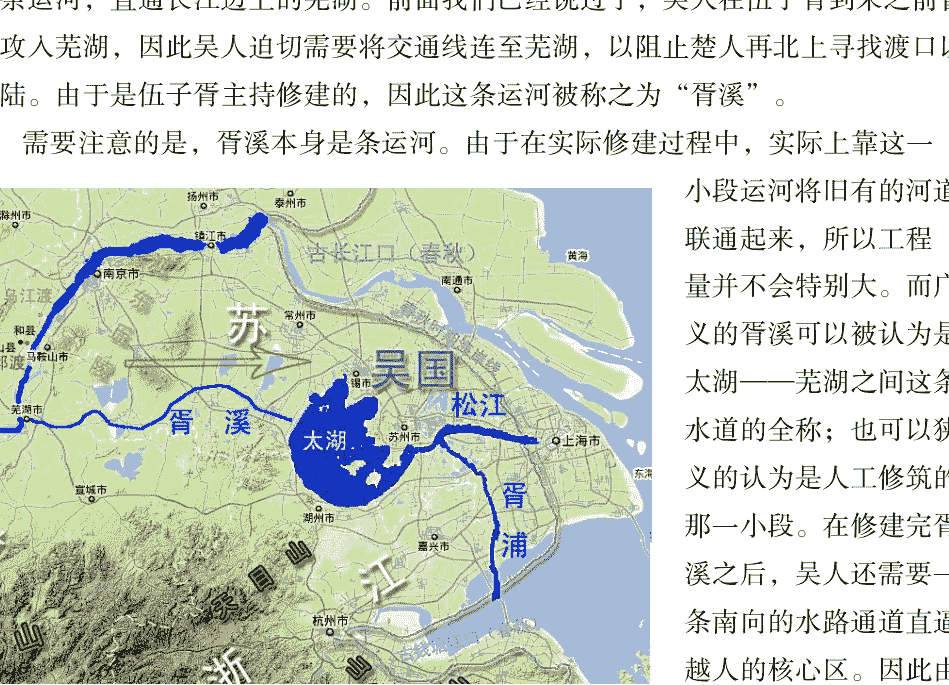 条运河，直通长江边上的芜湖。前面我们已经说过了，吴人在伍子胥到来之前曾
攻入芜湖，因此吴人迫切需要将交通线连至芜湖，以阻止楚人再北上寻找渡口
陆。由于是伍子胥主持修建的，因此这条运河被称之为“胥溪”。
需要注意的是，胥溪本身是条运河。由于在实际修建过程中，实际上靠这一
小段运河将旧有的河道
联通起来，所以工程
量并不会特别大。而广
义的胥溪可以被认为是
太湖——芜湖之间这条
水道的全称；也可以狭
义的认为是人工修筑的
那一小段。在修建完胥
溪之后，吴人还需要一
条南向的水路通道直逼
越人的核心区。因此由
扬州市
泰州市
滁州市
镇江市
古长江口（春秋）
黄海
南京市
南通市
乌江渡
苏
常州市
和县
马鞍山市
吴国
锡市
芜湖市
胥溪
松江
太湖
苏州市
上海市
东海
宣城市
胥浦
湖州市
嘉兴市
天目山
江
杭州市
山
浙
山